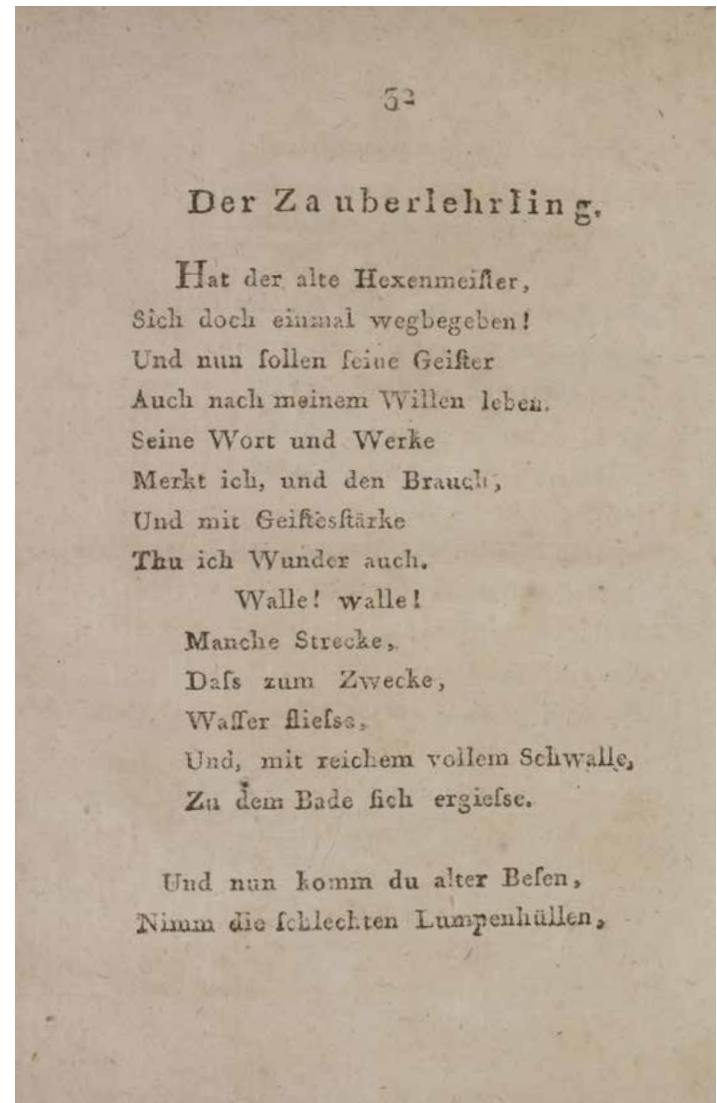 32
Der Zauberlehrling.
Hat der alte Hexenmeiſter,
Sich doch einmal wegbegeben!
Und nun ſollen ſeine Geiſter
Auch nach meinem Willen leben.
Seine Wort und Werke
Merkt ich, und den Brauch,
Und mit Geiſtesſtärke
Thu ich Wunder auch.
Walle! walle!
Manche Strecke,
Daſs zum Zwecke,
Waſſer flieſse,
Und, mit reichem vollem Schwalle,
Zu dem Bade ſich ergieſse.
Und nun komm du alter Beſen,
Nimm die ſchlechten Lumpenhüllen,